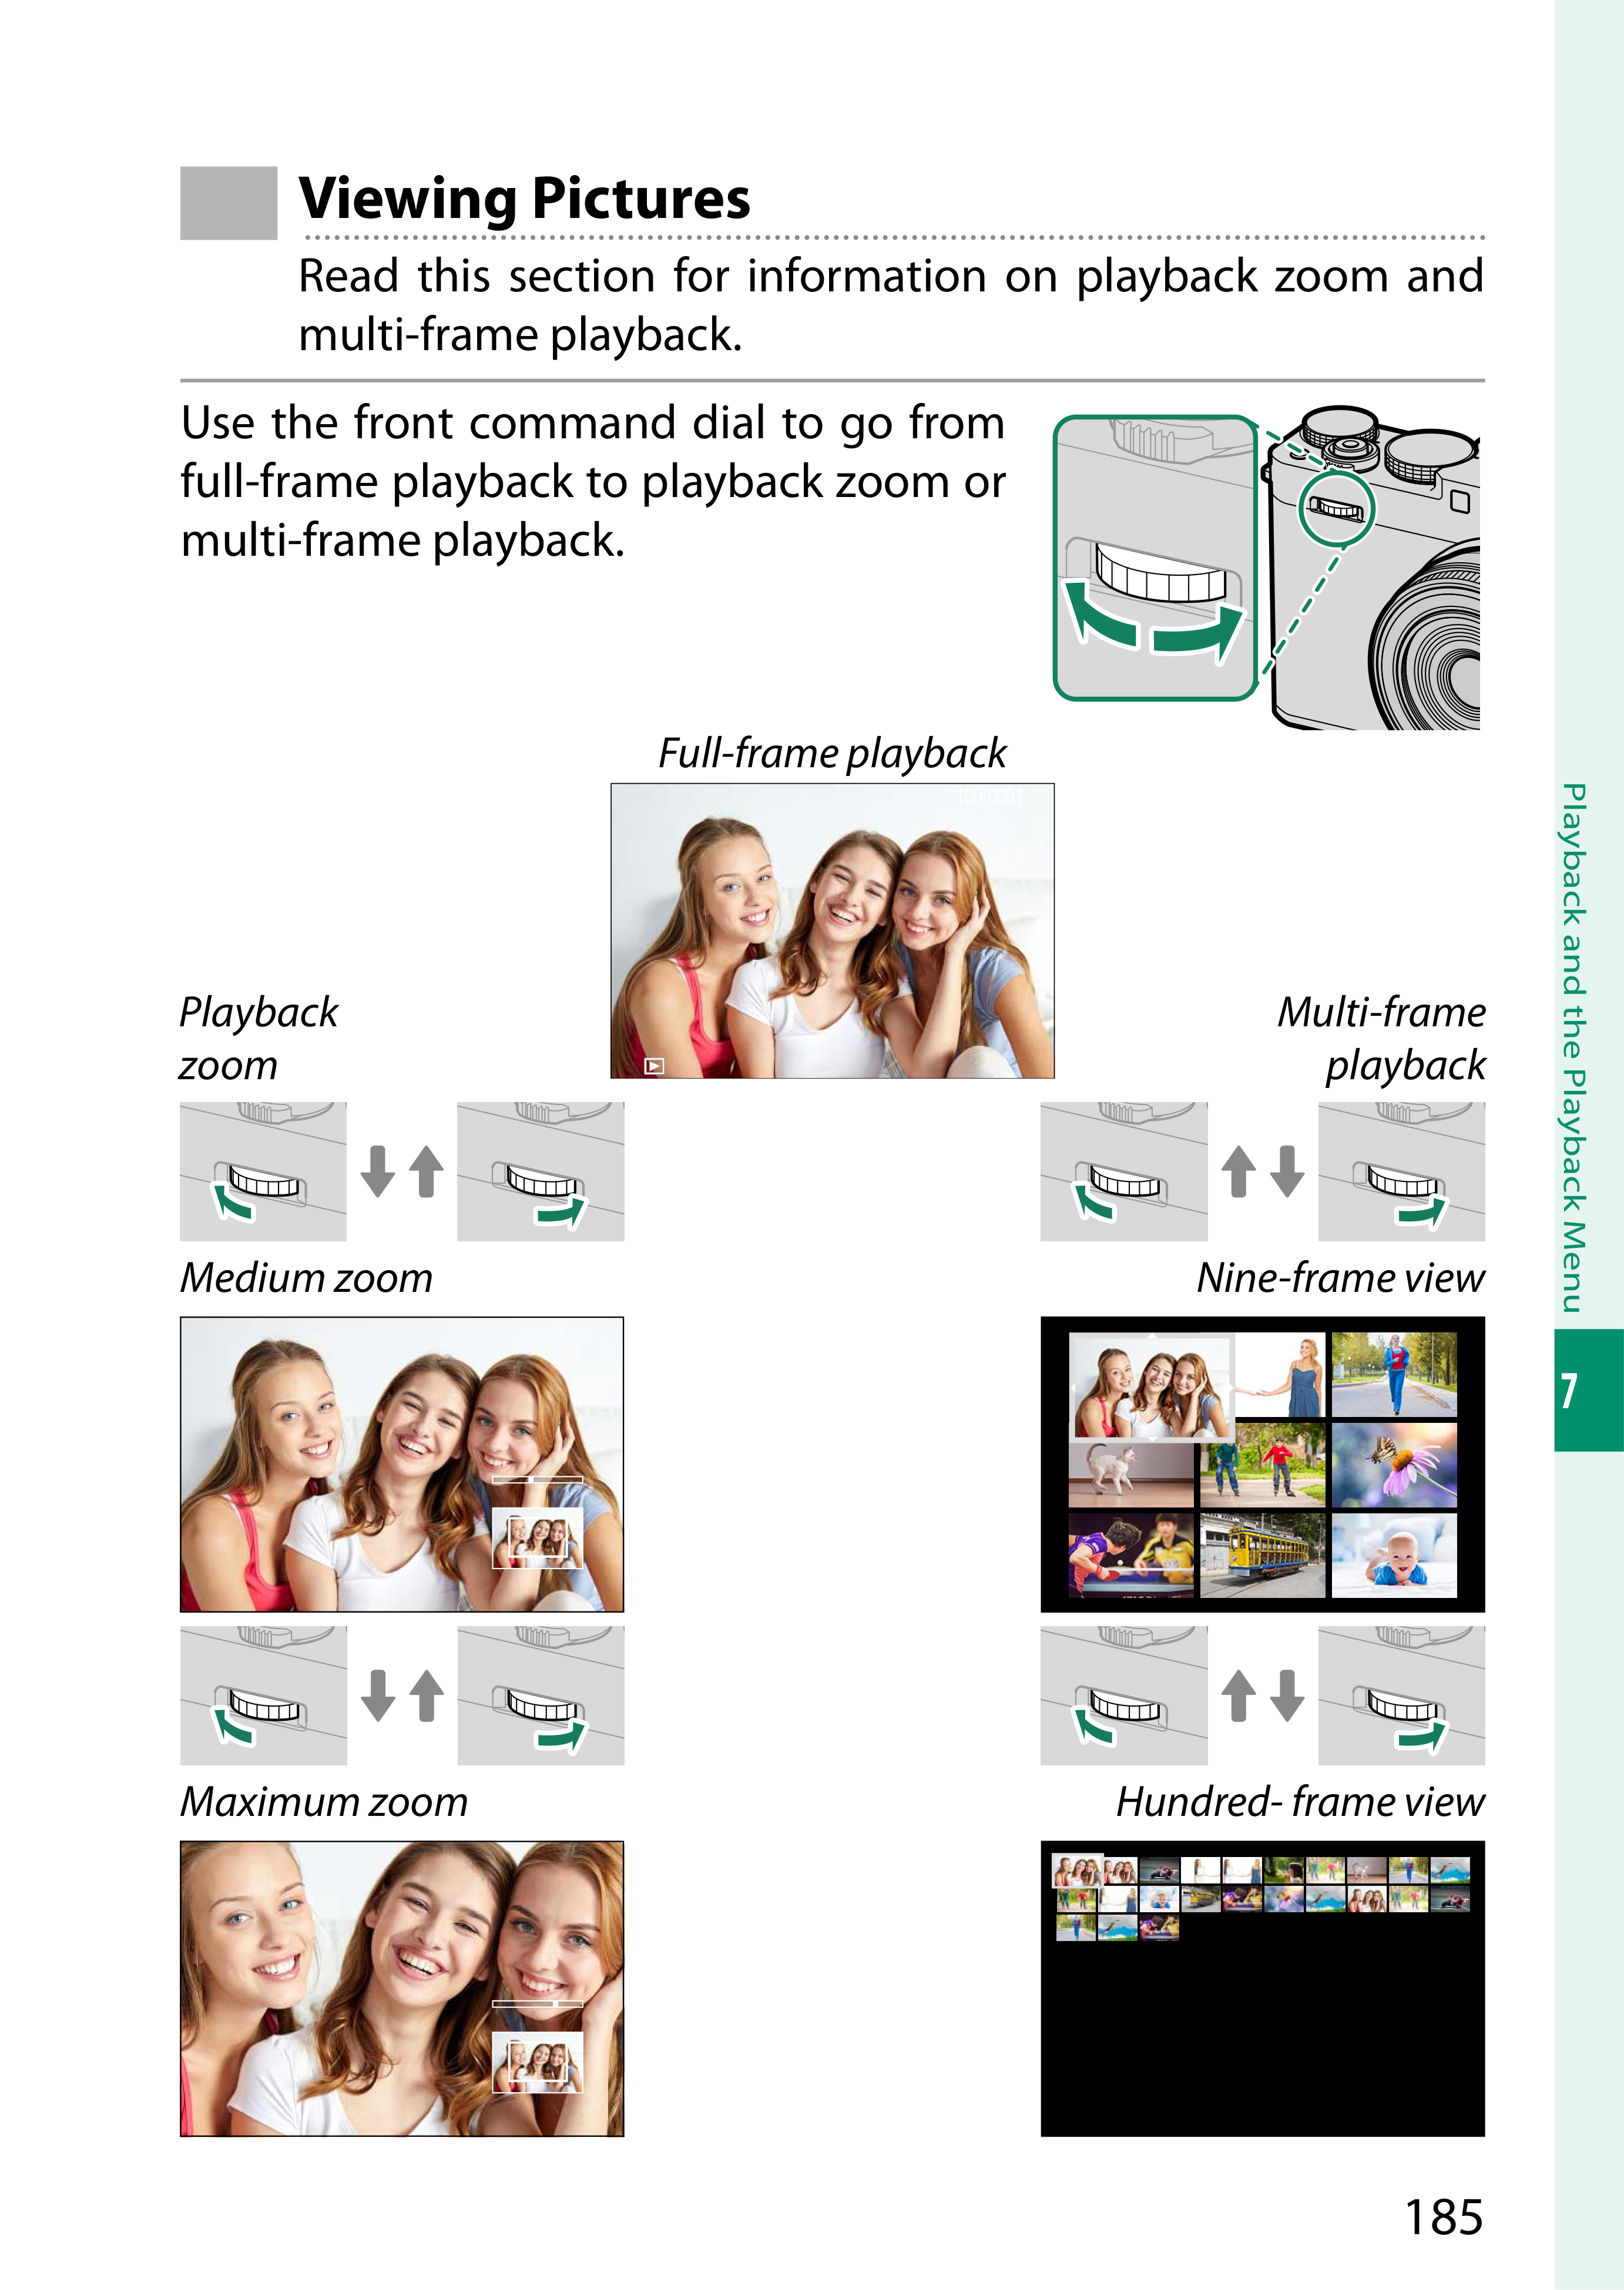 Viewing Pictures
Read this section for information on playback zoom and
multi-frame playback.
Use the front command dial to go from
full-frame playback to playback zoom or
multi-frame playback.
Full-frame playback
100-0001
Playback
zoom
Multi-frame
playback
Medium zoom
Nine-frame view
Maximum zoom
Hundred- frame view
Playback and the Playback Menu
7
185